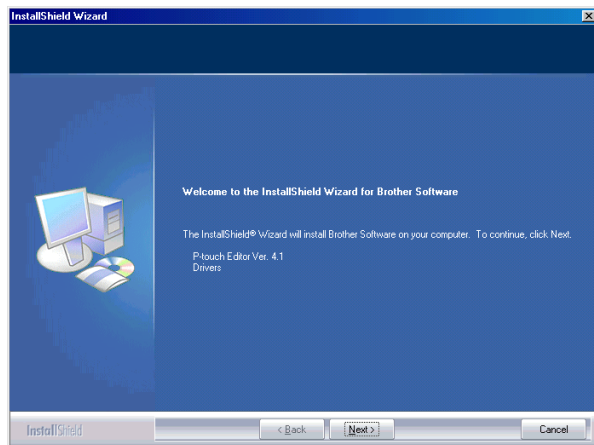 InstallShield Wizard
Welcome to the InstallShield Wizard for Brother Software
The InstallShield® Wizard will install Brother Software on your computer. To continue, click Next.
P-touch Editor Ver. 4.1
Drivers
InstallShield
< Back
Next >
Cancel